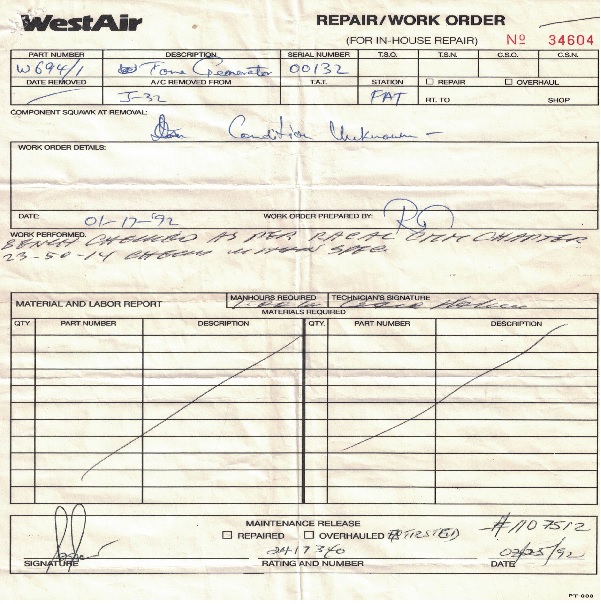 WestAir
REPAIR/WORK ORDER
(FOR IN-HOUSE REPAIR) Nº 34604
PART NUMBER DESCRIPTION SERIAL NUMBER T.S.O. T.S.N. C.S.O. C.S.N.
W694/1 Tone Generator 00132
DATE REMOVED A/C REMOVED FROM T.A.T. STATION REPAIR OVERHAUL
J-32 FAT RT. TO SHOP
COMPONENT SQUAWK AT REMOVAL:
Condition Unknown -
WORK ORDER DETAILS:
DATE: 01-17-'92 WORK ORDER PREPARED BY:
WORK PERFORMED:
BENCH CHECKED AS PER RACAL CMM CHAPTER
23-50-14 SPEC.
MATERIAL AND LABOR REPORT MANHOURS REQUIRED TECHNICIAN'S SIGNATURE
MATERIALS REQUIRED
QTY. PART NUMBER DESCRIPTION QTY. PART NUMBER DESCRIPTION
MAINTENANCE RELEASE
REPAIRED OVERHAULED
2417340
SIGNATURE RATING AND NUMBER DATE